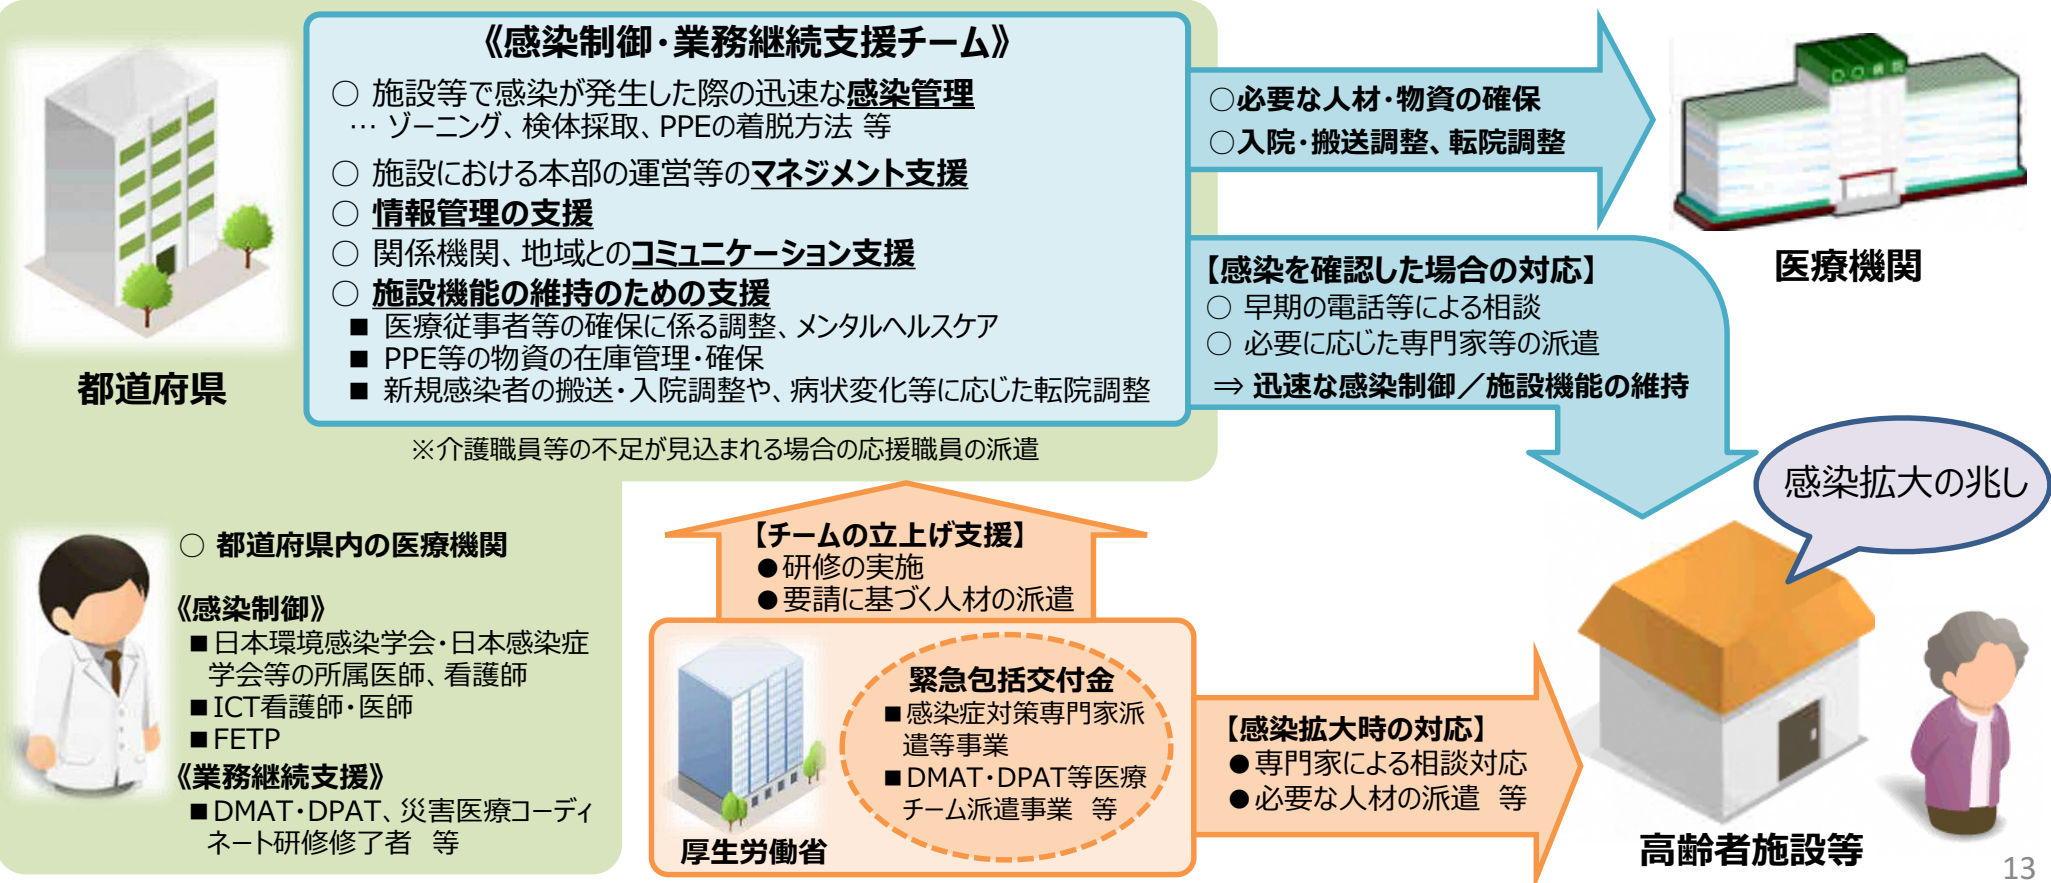 《感染制御・業務継続支援チーム》
○ 施設等で感染が発生した際の迅速な感染管理
… ゾーニング、検体採取、PPEの着脱方法 等
○ 施設における本部の運営等のマネジメント支援
○ 情報管理の支援
○ 関係機関、地域とのコミュニケーション支援
○ 施設機能の維持のための支援
■ 医療従事者等の確保に係る調整、メンタルヘルスケア
■ PPE等の物資の在庫管理・確保
■ 新規感染者の搬送・入院調整や、病状変化等に応じた転院調整
※介護職員等の不足が見込まれる場合の応援職員の派遣
都道府県
○必要な人材・物資の確保
○入院・搬送調整、転院調整
○○病院
医療機関
【感染を確認した場合の対応】
○ 早期の電話等による相談
○ 必要に応じた専門家等の派遣
⇒ 迅速な感染制御／施設機能の維持
感染拡大の兆し
○ 都道府県内の医療機関
《感染制御》
■日本環境感染学会・日本感染症
学会等の所属医師、看護師
■ICT看護師・医師
■FETP
《業務継続支援》
■DMAT・DPAT、災害医療コーディ
ネート研修修了者 等
【チームの立上げ支援】
●研修の実施
●要請に基づく人材の派遣
緊急包括交付金
■感染症対策専門家派
遣等事業
■DMAT・DPAT等医療
チーム派遣事業 等
厚生労働省
【感染拡大時の対応】
●専門家による相談対応
●必要な人材の派遣 等
高齢者施設等
13